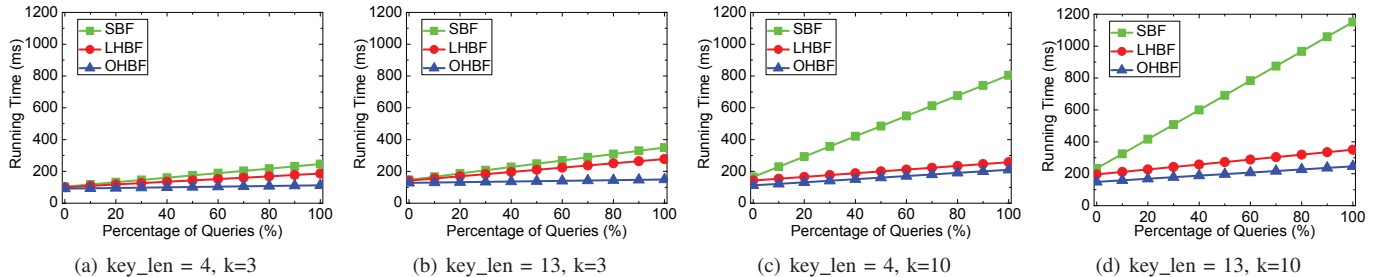 Running Time (ms)
1200
1000
800
600
400
200
0
SBF
LHBF
OHBF
0 20 40 60 80 100
Percentage of Queries (%)
(a) key_len = 4, k=3
Running Time (ms)
1200
1000
800
600
400
200
0
SBF
LHBF
OHBF
0 20 40 60 80 100
Percentage of Queries (%)
(b) key_len = 13, k=3
Running Time (ms)
1200
1000
800
600
400
200
0
SBF
LHBF
OHBF
0 20 40 60 80 100
Percentage of Queries (%)
(c) key_len = 4, k=10
Running Time (ms)
1200
1000
800
600
400
200
0
SBF
LHBF
OHBF
0 20 40 60 80 100
Percentage of Queries (%)
(d) key_len = 13, k=10